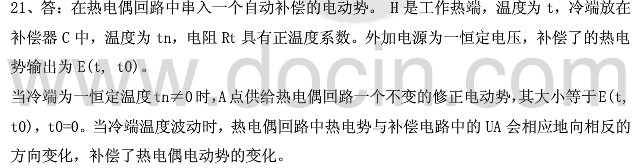 21、答：在热电偶回路中串入一个自动补偿的电动势。 H 是工作热端，温度为 t，冷端放在
补偿器 C 中，温度为 tn，电阻 Rt 具有正温度系数。外加电源为一恒定电压，补偿了的热电
势输出为 E(t, t0)。
当冷端为一恒定温度 tn≠0 时，A 点供给热电偶回路一个不变的修正电动势，其大小等于 E(t,
t0)，t0=0。当冷端温度波动时，热电偶回路中热电势与补偿电路中的 UA 会相应地向相反的
方向变化，补偿了热电偶电动势的变化。
www.docin.com